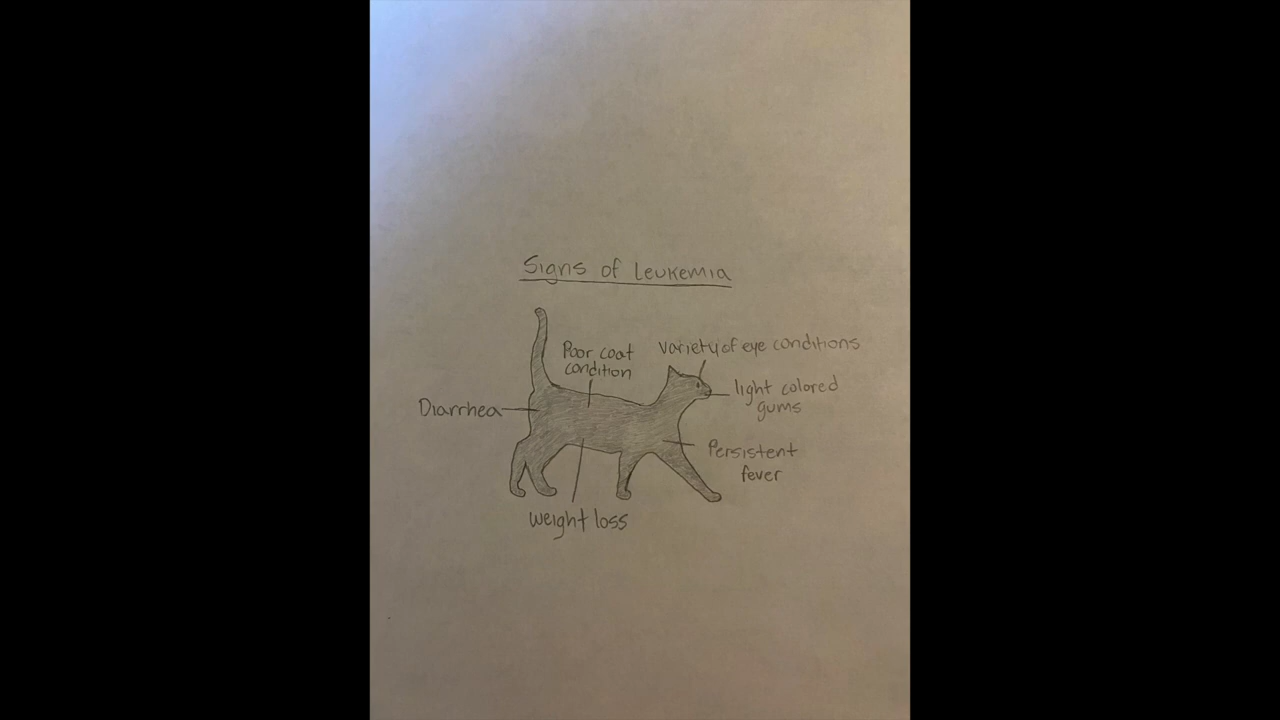 Signs of Leukemia
Poor coat
condition
variety of eye conditions
light colored
gums
Diarrhea
Persistent
fever
weight loss